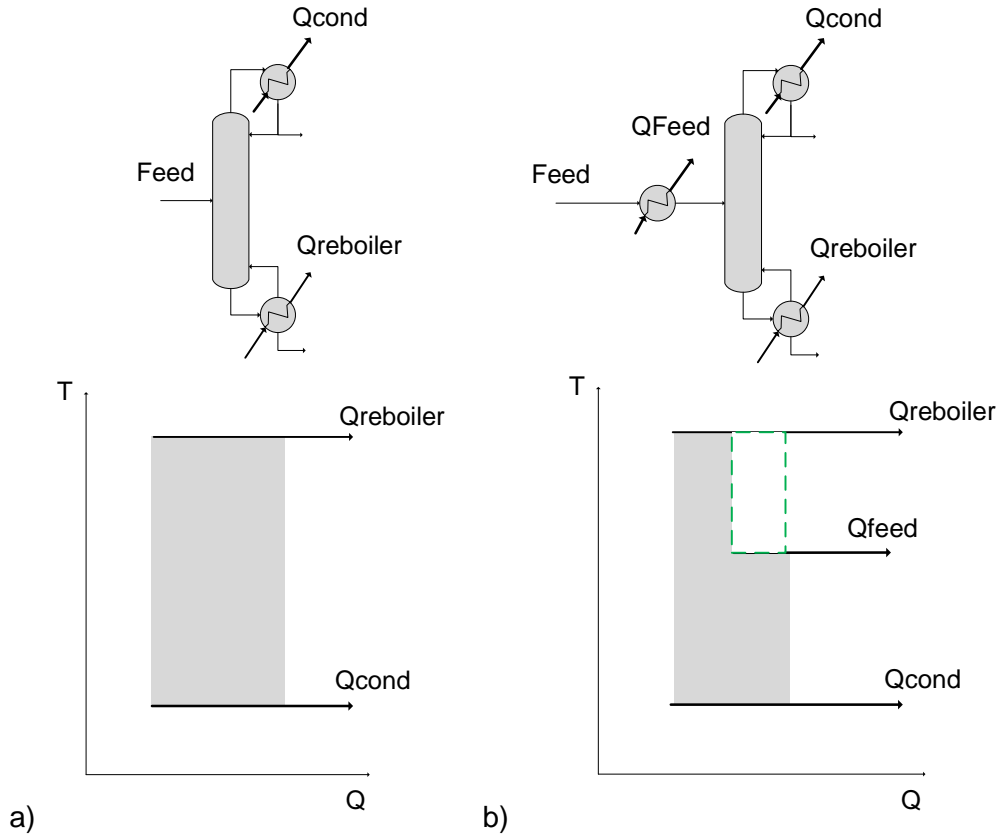 Qcond
Feed
Qreboiler
T
Qreboiler
Qcond
Q
a)
Qcond
QFeed
Feed
Qreboiler
T
Qreboiler
Qfeed
Qcond
Q
b)